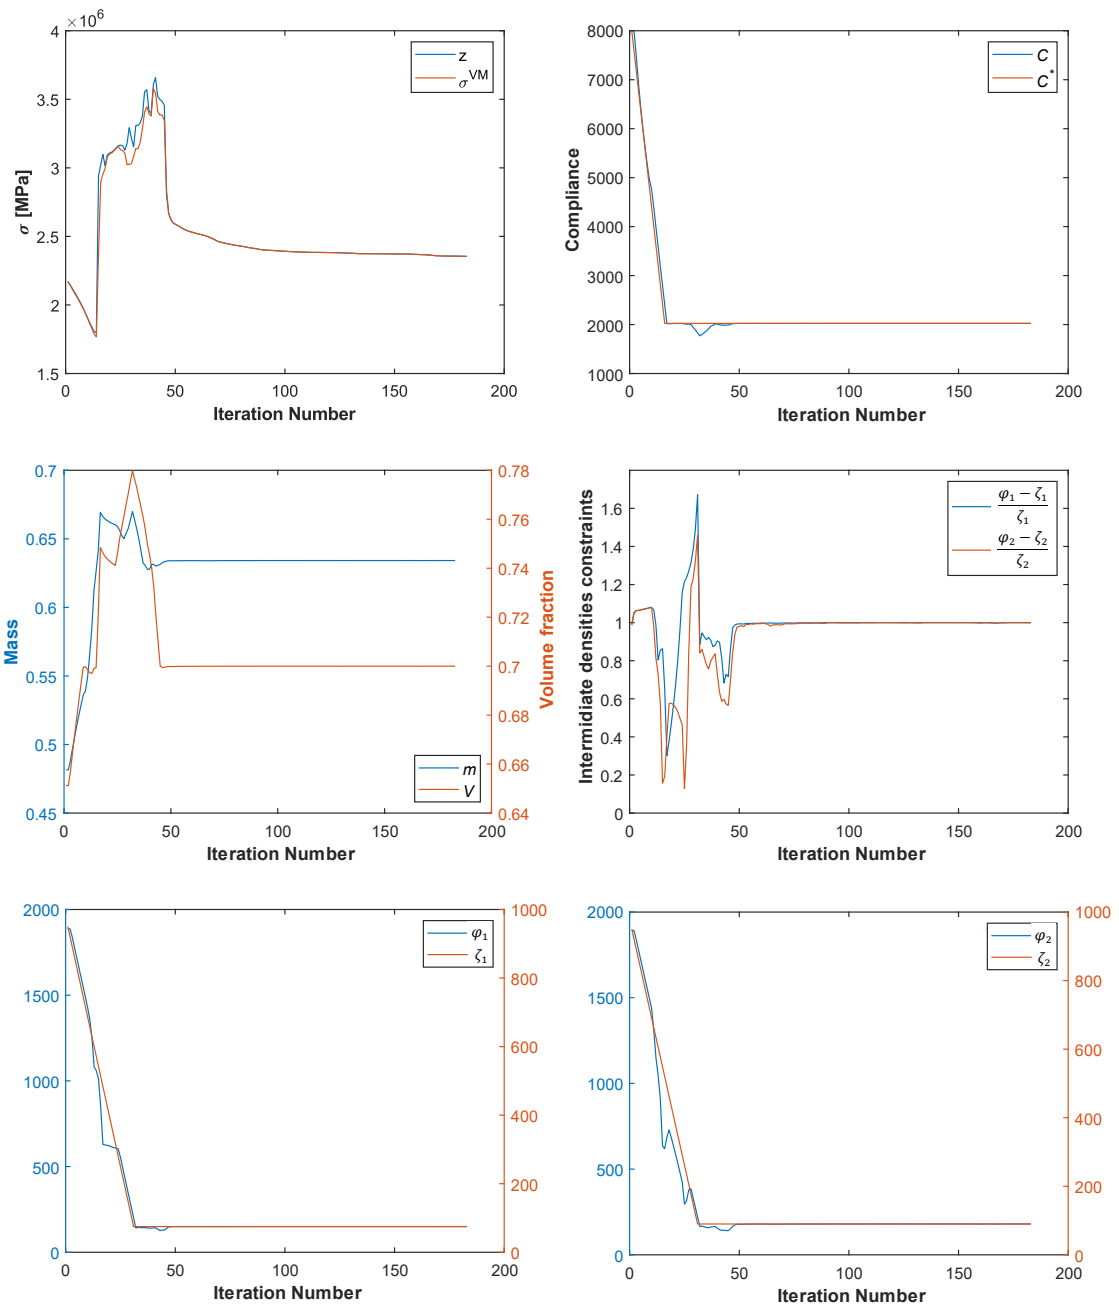 ×10⁶
4
3.5
3
2.5
2
1.5
0 50 100 150 200
σ [MPa]
Iteration Number
z
σ^VM
8000
7000
6000
5000
4000
3000
2000
1000
0 50 100 150 200
Compliance
Iteration Number
C
C*
0.7
0.65
0.6
0.55
0.5
0.45
Mass
0 50 100 150 200
Iteration Number
0.78
0.76
0.74
0.72
0.7
0.68
0.66
0.64
Volume fraction
m
V
1.6
1.4
1.2
1
0.8
0.6
0.4
0.2
0
0 50 100 150 200
Intermidiate densities constraints
Iteration Number
φ₁ − ζ₁
ζ₁
φ₂ − ζ₂
ζ₂
2000
1500
1000
500
0
0 50 100 150 200
Iteration Number
1000
800
600
400
200
0
φ₁
ζ₁
2000
1500
1000
500
0
0 50 100 150 200
Iteration Number
1000
800
600
400
200
0
φ₂
ζ₂